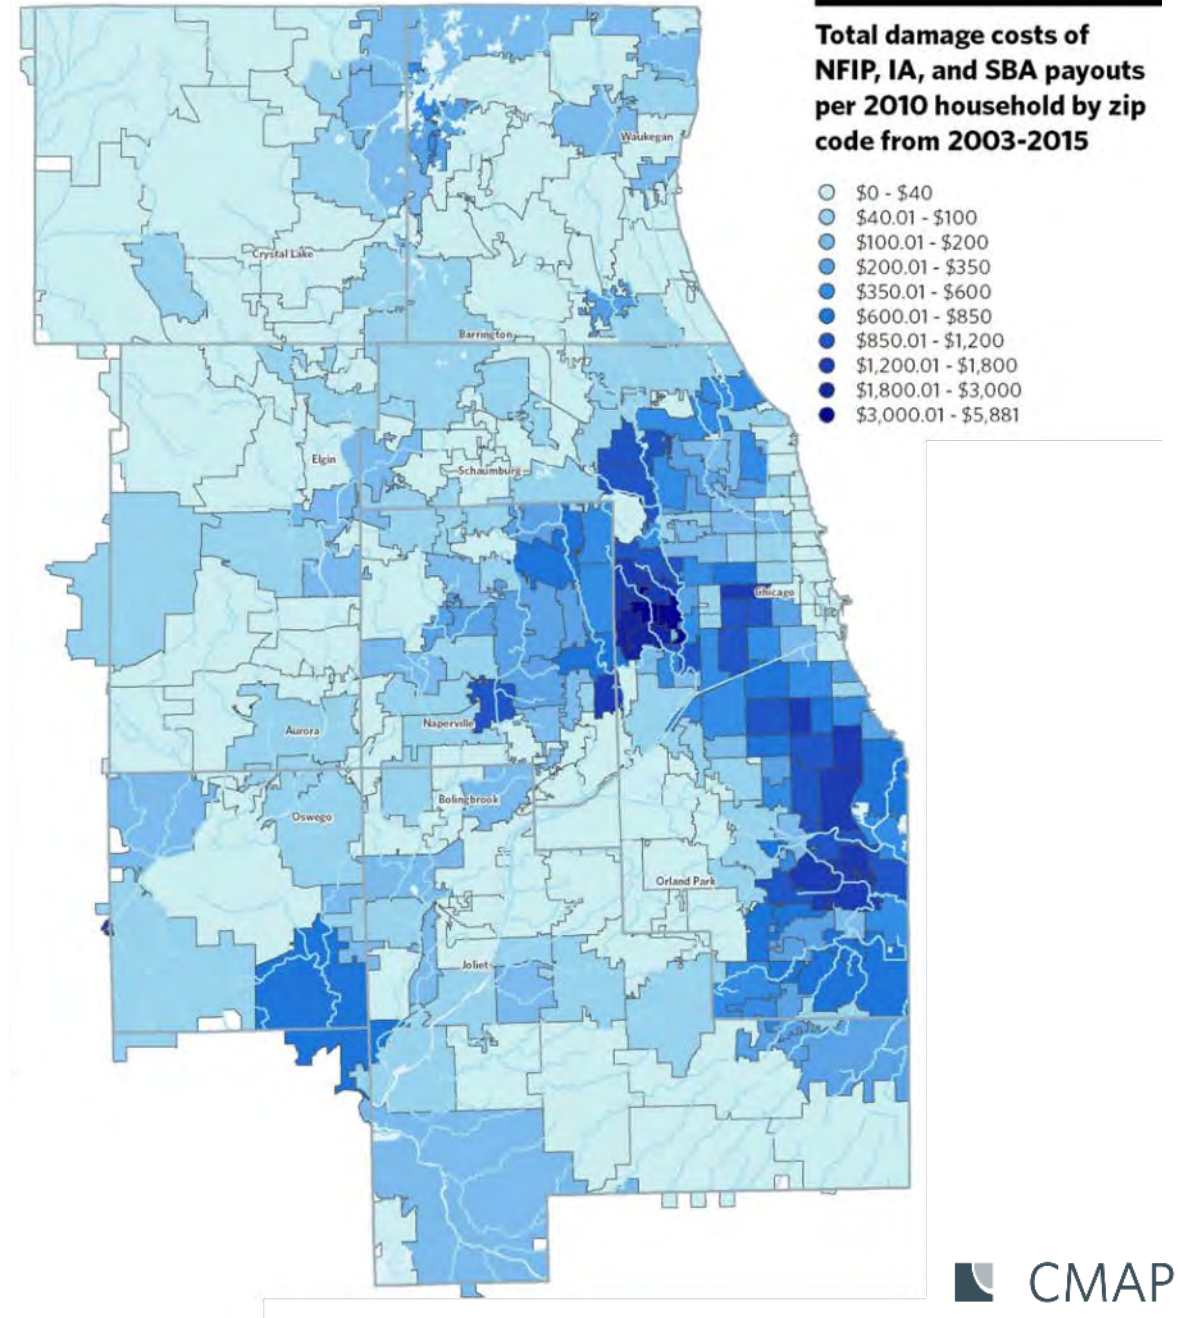 Total damage costs of
NFIP, IA, and SBA payouts
per 2010 household by zip
code from 2003-2015
$0 - $40
$40.01 - $100
$100.01 - $200
$200.01 - $350
$350.01 - $600
$600.01 - $850
$850.01 - $1,200
$1,200.01 - $1,800
$1,800.01 - $3,000
$3,000.01 - $5,881
Waukegan
Crystal Lake
Barrington
Elgin
Schaumburg
Chicago
Naperville
Aurora
Bolingbrook
Oswego
Orland Park
Joliet
CMAP